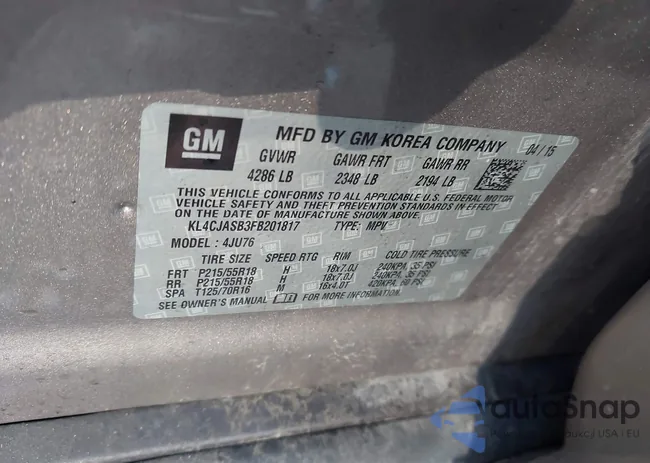 GM
MFD BY GM KOREA COMPANY 04/15
GVWR GAWR FRT GAWR RR
4286 LB 2348 LB 2194 LB
THIS VEHICLE CONFORMS TO ALL APPLICABLE U.S. FEDERAL MOTOR
VEHICLE SAFETY AND THEFT PREVENTION STANDARDS IN EFFECT ON
THE DATE OF MANUFACTURE SHOWN ABOVE.
KL4CJASB3FB201817 TYPE: MPV
MODEL: 4JU76
TIRE SIZE SPEED RTG RIM COLD TIRE PRESSURE
FRT P215/55R18 H 18x7.0J 240KPA, 35 PSI
RR P215/55R18 H 18x7.0J 240KPA, 35 PSI
SPA T125/70R16 M 16x4.0T 420KPA, 60 PSI
SEE OWNER'S MANUAL FOR MORE INFORMATION.
/ USA - EU